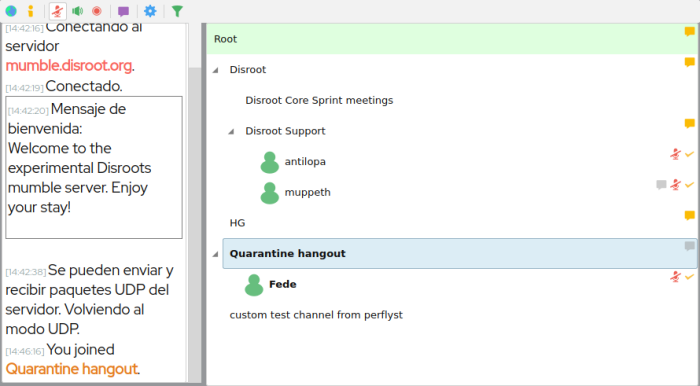 [14:42:16] Conectando al
servidor
mumble.disroot.org.
[14:42:19] Conectado.
[14:42:20] Mensaje de
bienvenida:
Welcome to the
experimental Disroots
mumble server. Enjoy
your stay!
[14:42:38] Se pueden enviar y
recibir paquetes UDP del
servidor. Volviendo al
modo UDP.
[14:46:16] You joined
Quarantine hangout.
Root
Disroot
Disroot Core Sprint meetings
Disroot Support
antilopa
muppeth
HG
Quarantine hangout
Fede
custom test channel from perflyst